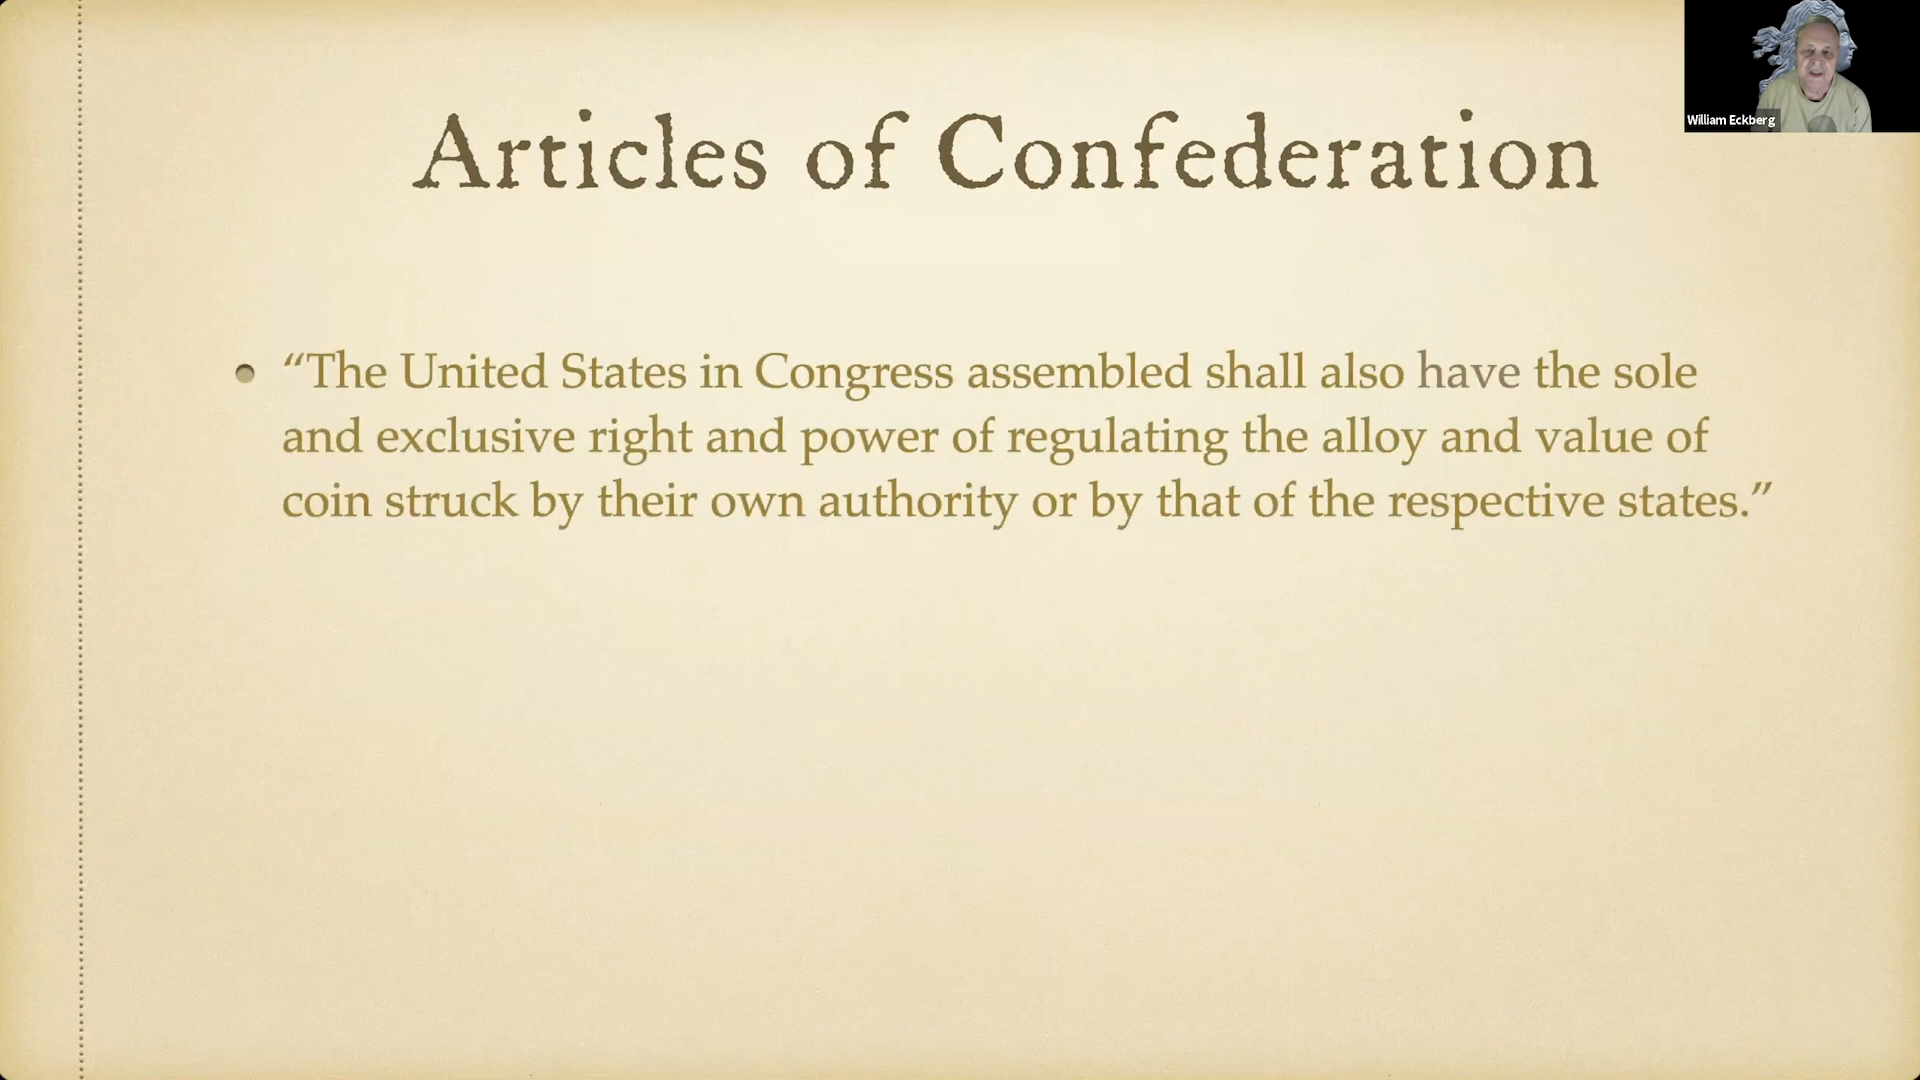 William Eckberg
Articles of Confederation
• “The United States in Congress assembled shall also have the sole
and exclusive right and power of regulating the alloy and value of
coin struck by their own authority or by that of the respective states.”